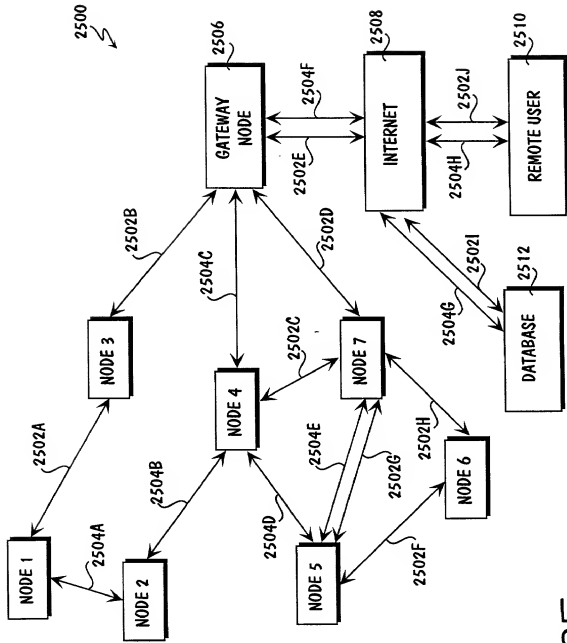 2500
2506
GATEWAY
NODE
2504F
2502E
2508
INTERNET
2502J
2504H
2510
REMOTE USER
2502B
2504C
2502D
2502I
2504G
2512
DATABASE
NODE 3
2502A
NODE 4
2502C
NODE 7
2504B
2504E
2502G
2502H
NODE 6
2504D
2502F
NODE 1
2504A
NODE 2
NODE 5